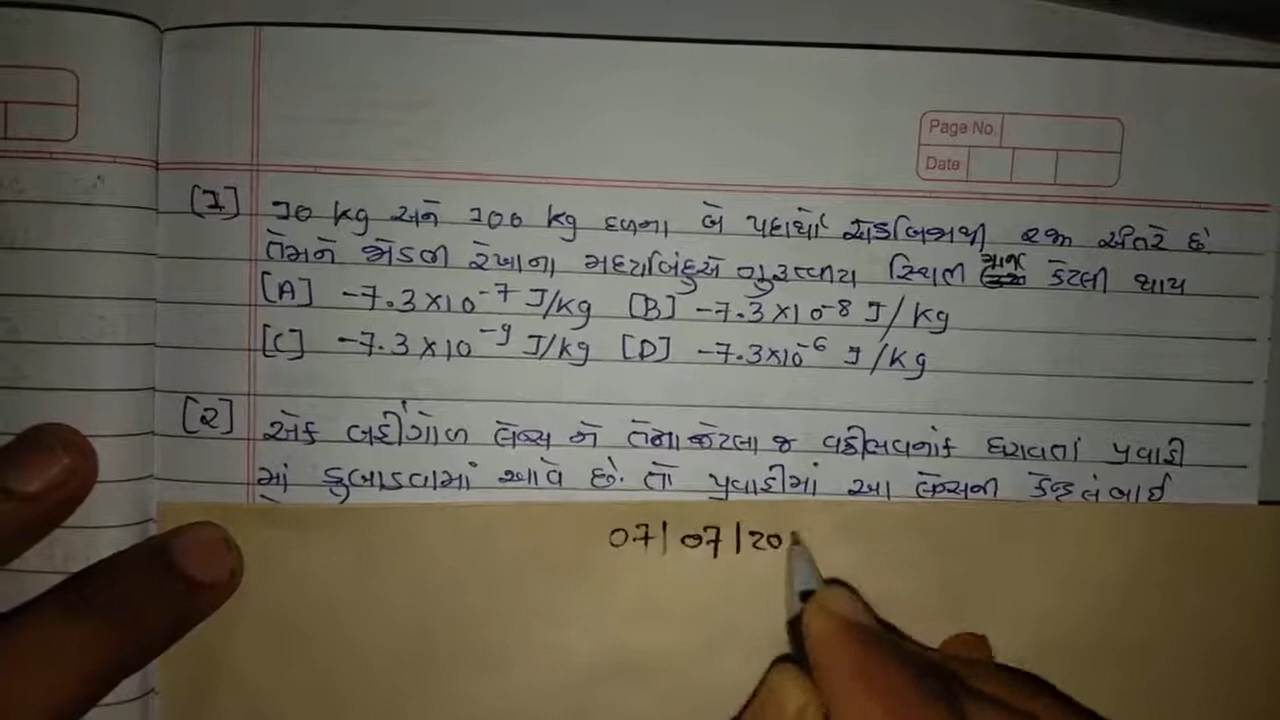 Page No.
Date
[1] 10 kg અને 100 kg દળના બે પદાર્થો એકબીજાથી 1m અંતરે છે
તેમને જોડતી રેખાના મધ્યબિંદુએ ગુરુત્વીય સ્થિતિ માન કેટલી થાય
[A] -7.3×10⁻⁷ J/kg [B] -7.3×10⁻⁸ J/kg
[C] -7.3×10⁻⁹ J/kg [D] -7.3×10⁻⁶ J/kg
[2] એક બહીર્ગોળ લેન્સ ને તેના જેટલા જ વક્રીભવનાંક ધરાવતાં પ્રવાહી
માં ડુબાડવામાં આવે છે. તો પ્રવાહીમાં આ લેન્સની કેન્દ્રલંબાઈ
07/07/20